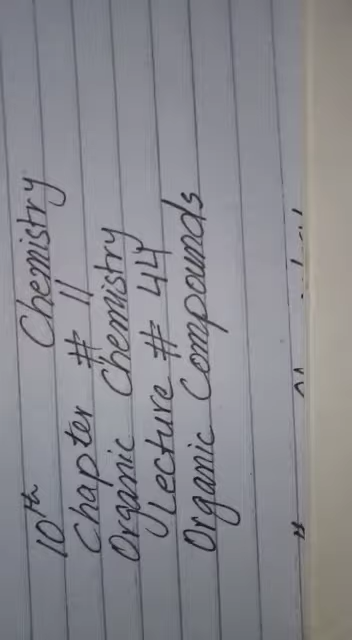 10th Chemistry
Chapter # 11
Organic Chemistry
Lecture # 44
Organic Compounds